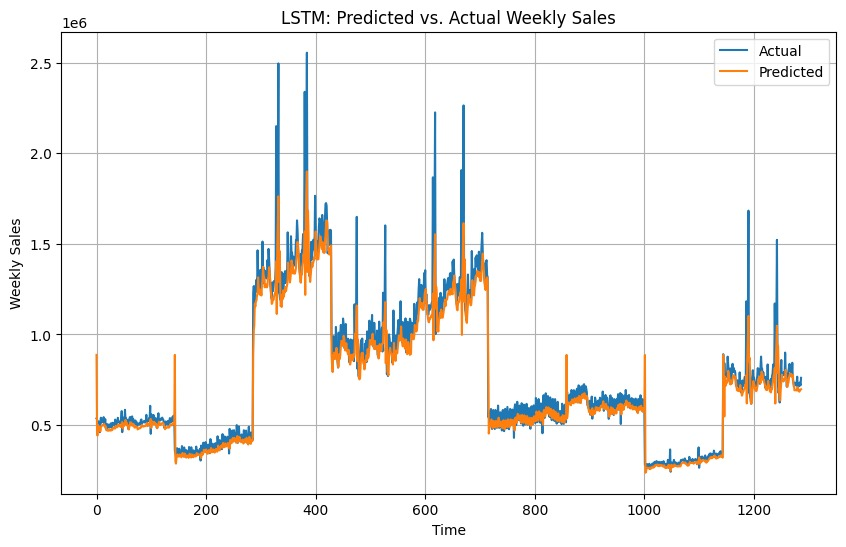 LSTM: Predicted vs. Actual Weekly Sales
1e6
Actual
Predicted
2.5
2.0
1.5
1.0
0.5
Weekly Sales
0 200 400 600 800 1000 1200
Time